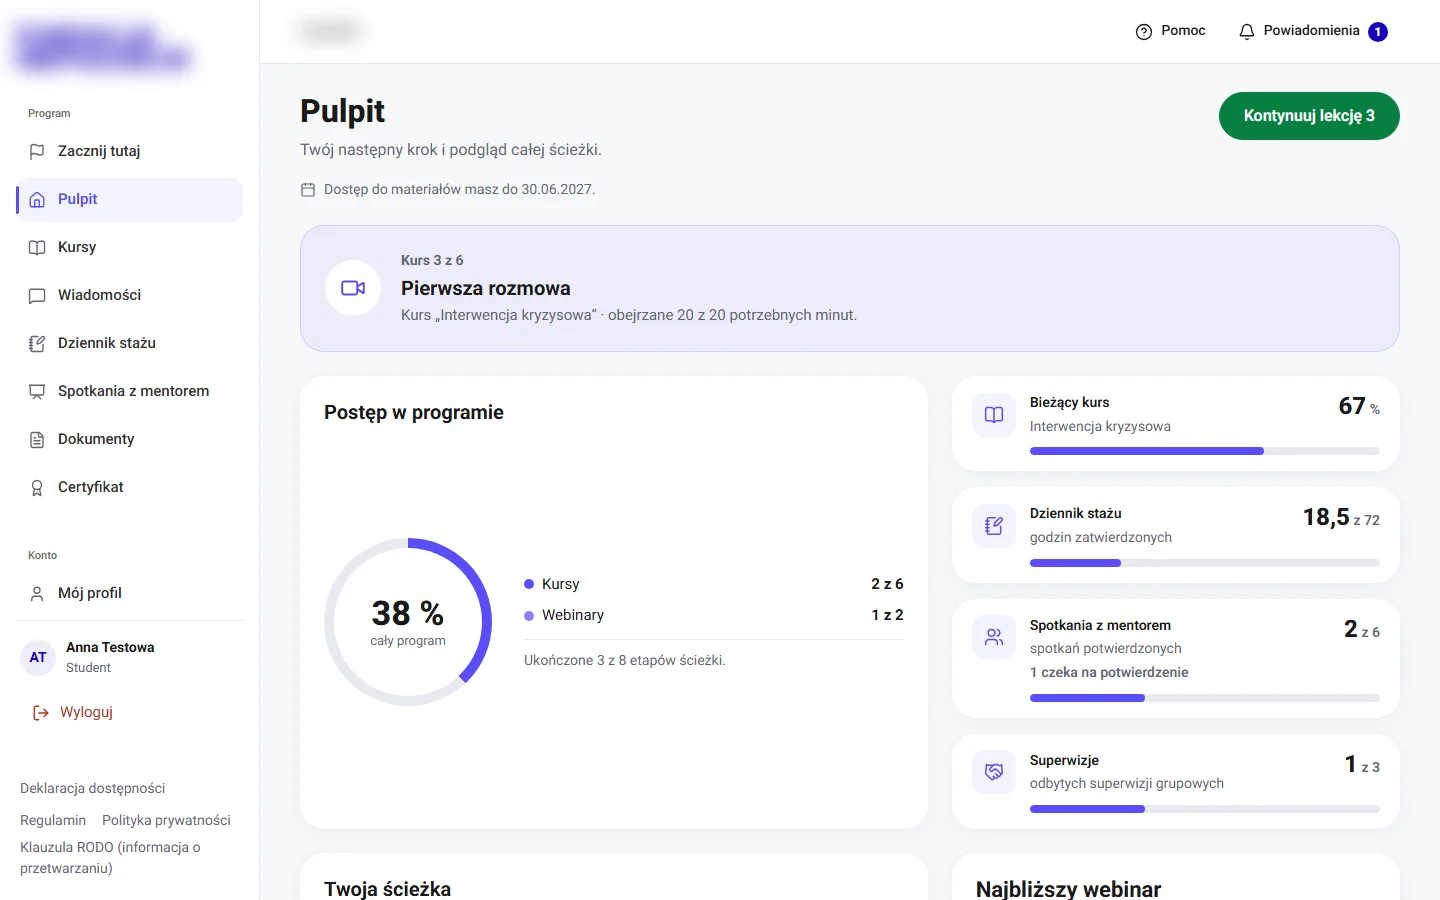 Program
Zacznij tutaj
Pulpit
Kursy
Wiadomości
Dziennik stażu
Spotkania z mentorem
Dokumenty
Certyfikat
Konto
Mój profil
AT
Anna Testowa
Student
Wyloguj
Deklaracja dostępności
Regulamin Polityka prywatności
Klauzula RODO (informacja o
przetwarzaniu)
Pomoc
Powiadomienia 1
Pulpit
Twój następny krok i podgląd całej ścieżki.
Dostęp do materiałów masz do 30.06.2027.
Kontynuuj lekcję 3
Kurs 3 z 6
Pierwsza rozmowa
Kurs „Interwencja kryzysowa” · obejrzane 20 z 20 potrzebnych minut.
Postęp w programie
38 %
cały program
Kursy 2 z 6
Webinary 1 z 2
Ukończone 3 z 8 etapów ścieżki.
Bieżący kurs
Interwencja kryzysowa
67 %
Dziennik stażu
godzin zatwierdzonych
18,5 z 72
Spotkania z mentorem
spotkań potwierdzonych
1 czeka na potwierdzenie
2 z 6
Superwizje
odbytych superwizji grupowych
1 z 3
Twoja ścieżka
Najbliższy webinar